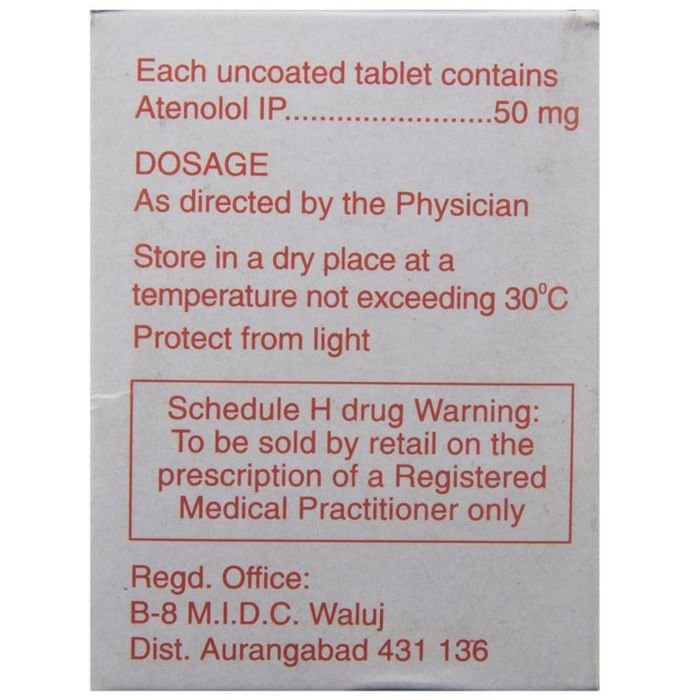 Each uncoated tablet contains
Atenolol IP........................50 mg
DOSAGE
As directed by the Physician
Store in a dry place at a
temperature not exceeding 30⁰C
Protect from light
Schedule H drug Warning:
To be sold by retail on the
prescription of a Registered
Medical Practitioner only
Regd. Office:
B-8 M.I.D.C. Waluj
Dist. Aurangabad 431 136